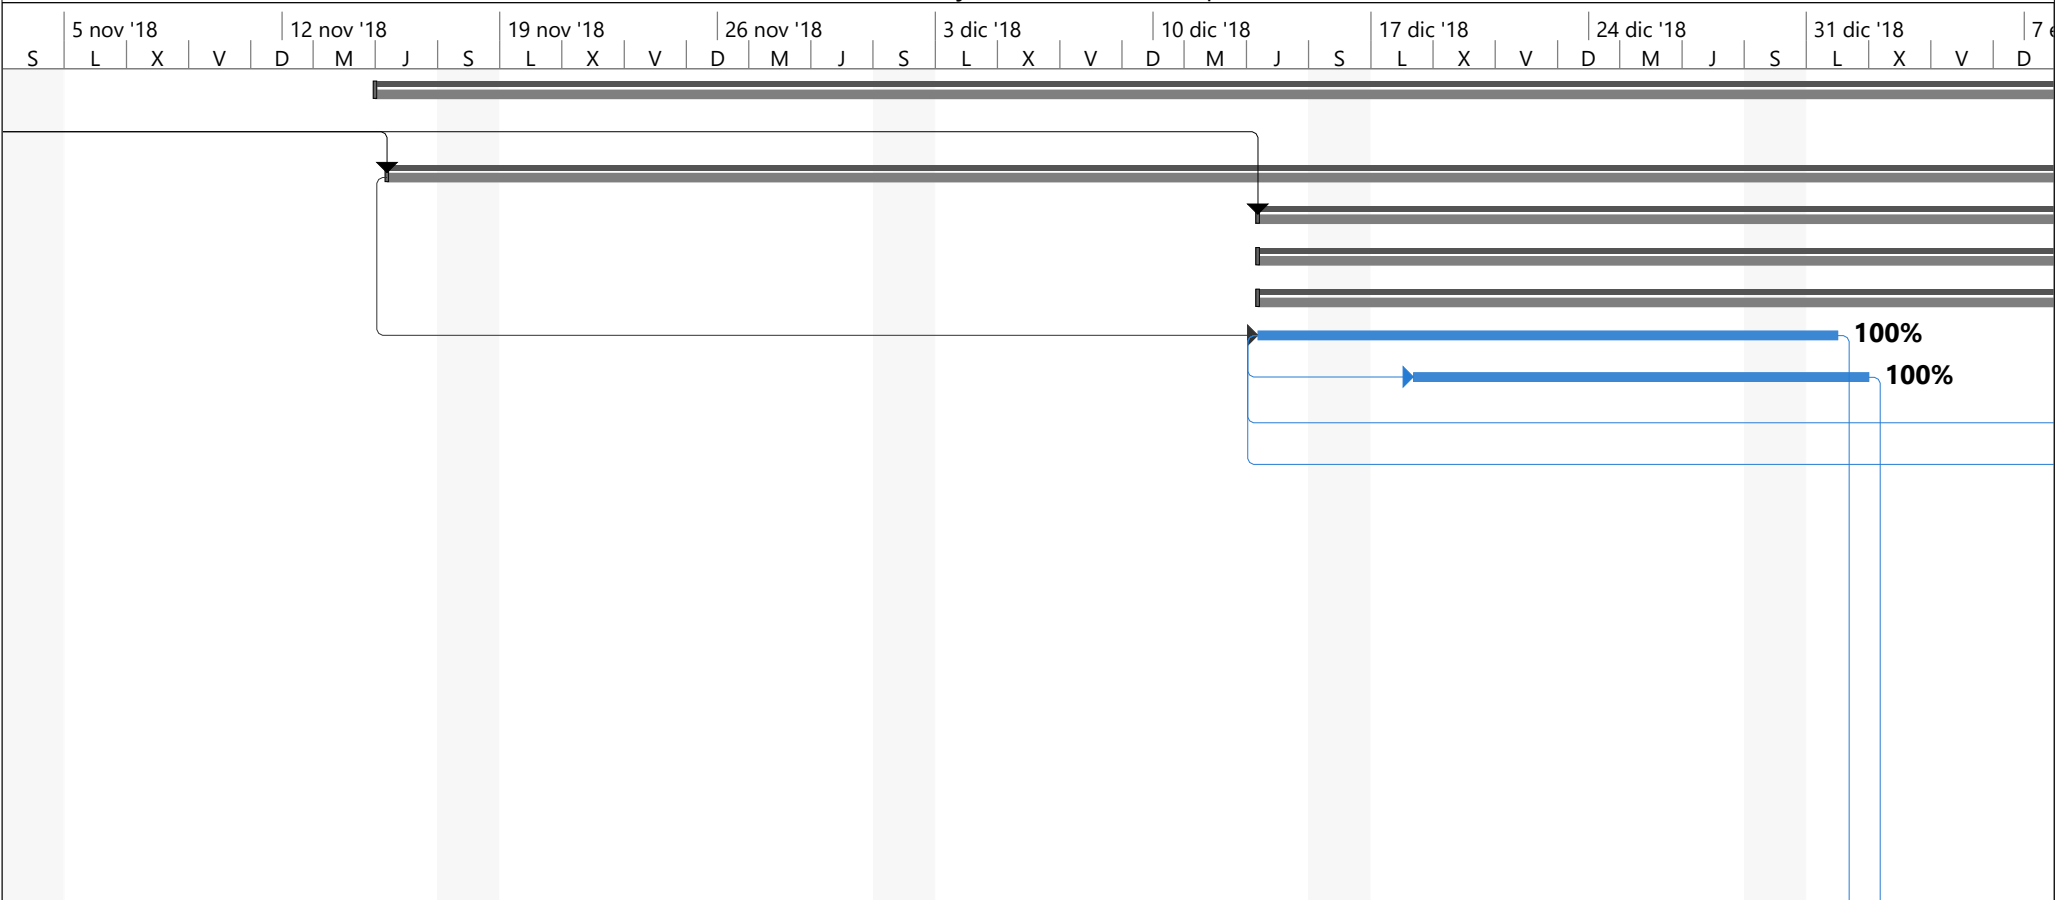 5 nov '18 12 nov '18 19 nov '18 26 nov '18 3 dic '18 10 dic '18 17 dic '18 24 dic '18 31 dic '18 7
S L X V D M J S L X V D M J S L X V D M J S L X V D M J S L X V D
100%
100%